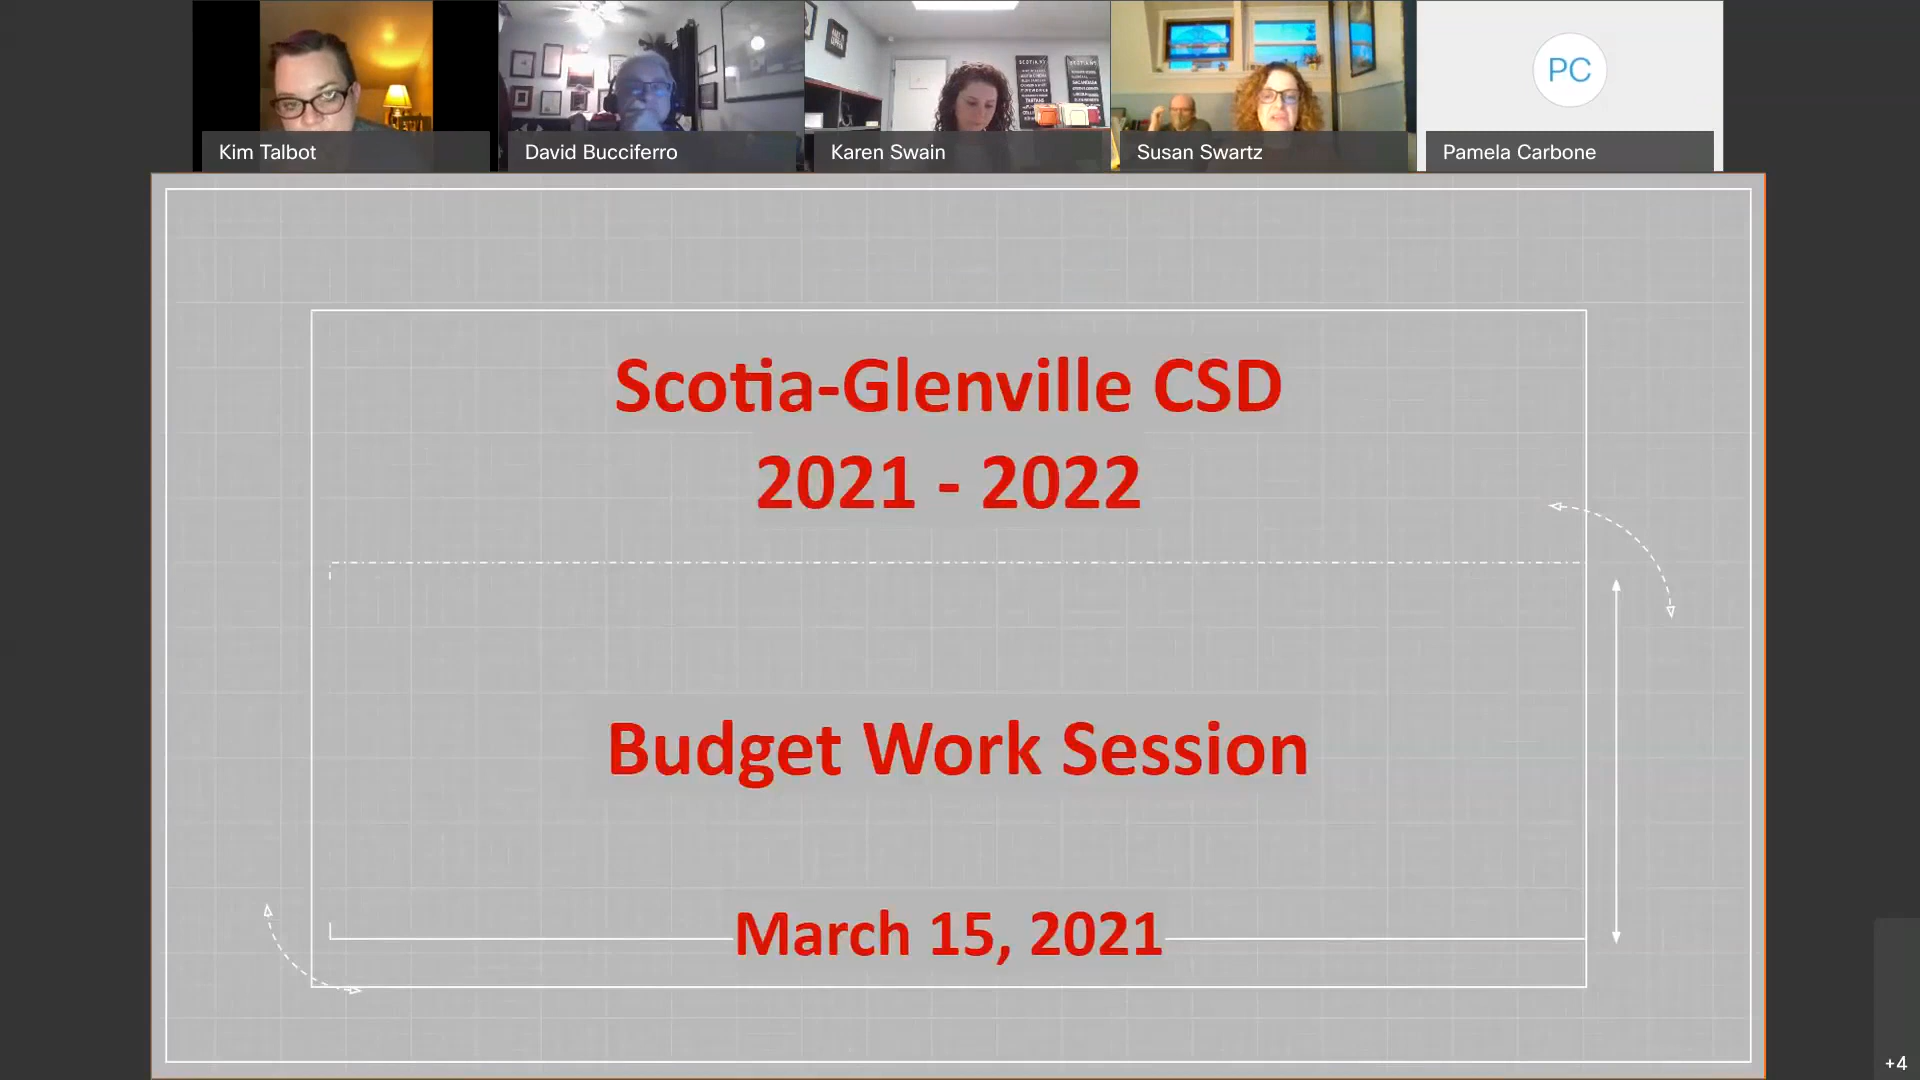 Kim Talbot
David Bucciferro
Karen Swain
Susan Swartz
PC
Pamela Carbone
Scotia-Glenville CSD
2021 - 2022
Budget Work Session
March 15, 2021
+4